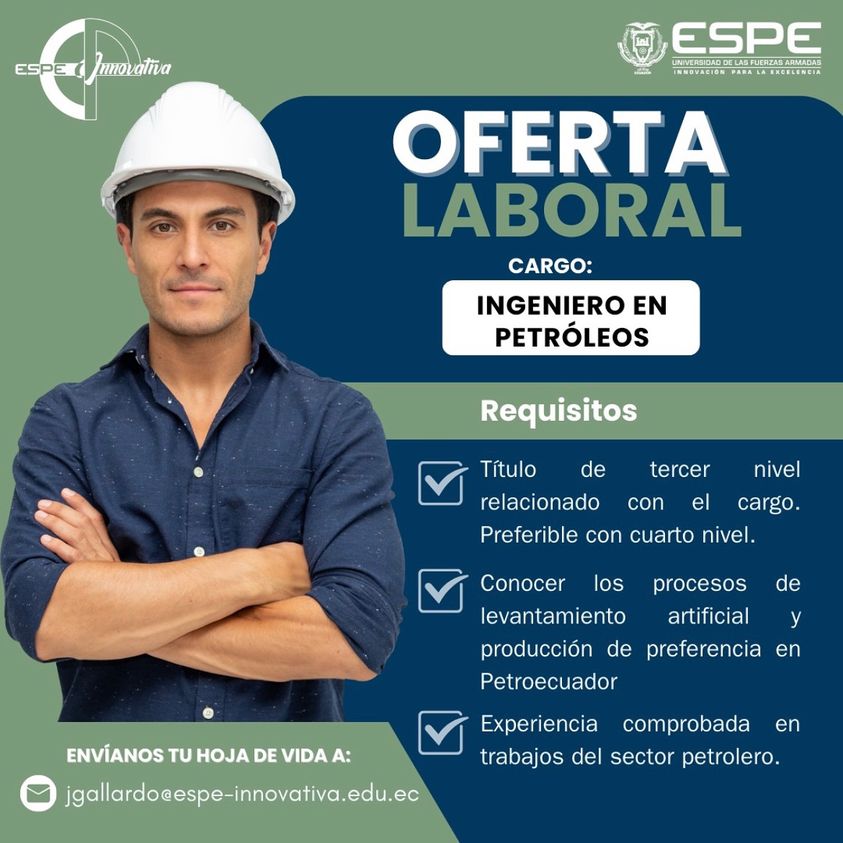 ESPE Innovativa
ESPE
UNIVERSIDAD DE LAS FUERZAS ARMADAS
INNOVACIÓN PARA LA EXCELENCIA
OFERTA
LABORAL
CARGO:
INGENIERO EN
PETRÓLEOS
Requisitos
Título de tercer nivel
relacionado con el cargo.
Preferible con cuarto nivel.
Conocer los procesos de
levantamiento artificial y
producción de preferencia en
Petroecuador
Experiencia comprobada en
trabajos del sector petrolero.
ENVÍANOS TU HOJA DE VIDA A:
jgallardo@espe-innovativa.edu.ec